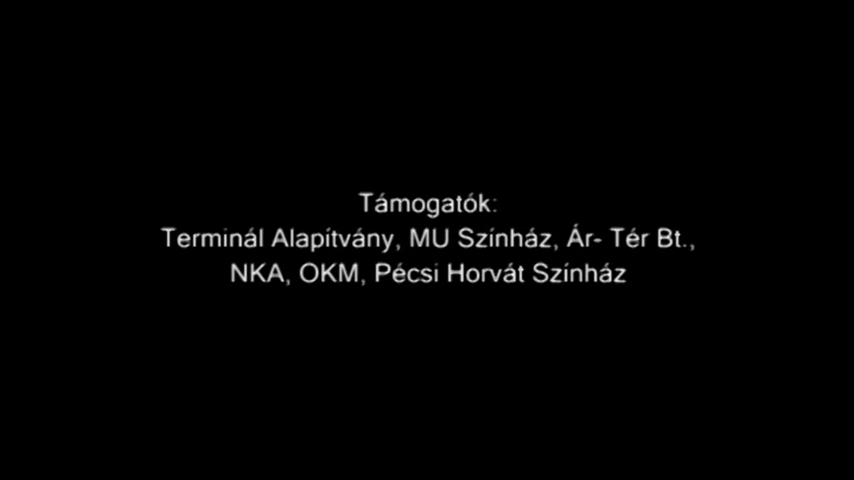 Támogatók:
Terminál Alapítvány, MU Színház, Ár- Tér Bt.,
NKA, OKM, Pécsi Horvát Színház